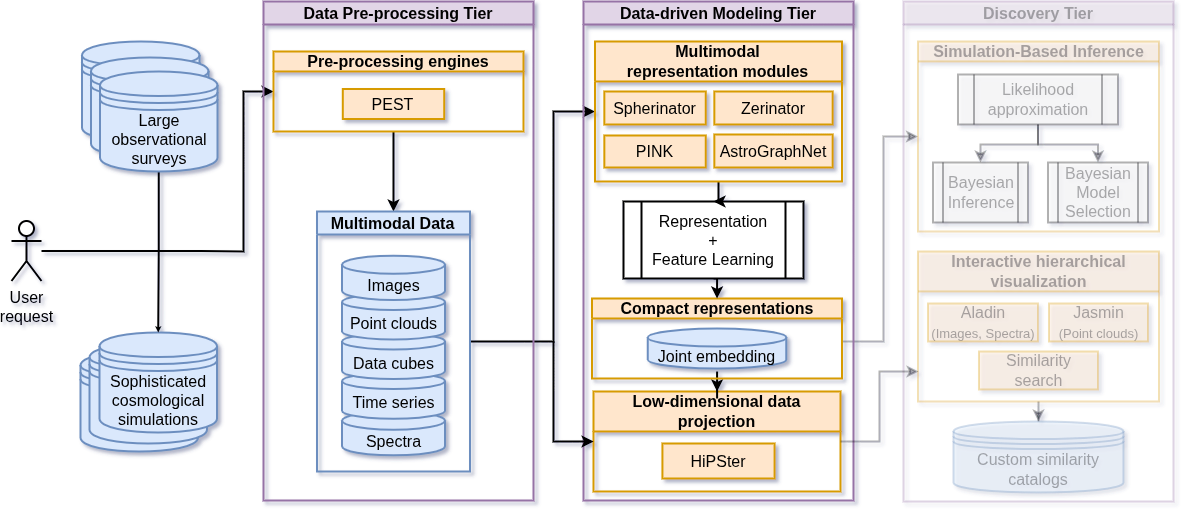 Large
observational
surveys
User
request
Sophisticated
cosmological
simulations
Data Pre-processing Tier
Pre-processing engines
PEST
Multimodal Data
Images
Point clouds
Data cubes
Time series
Spectra
Data-driven Modeling Tier
Multimodal
representation modules
Spherinator
Zerinator
PINK
AstroGraphNet
Representation
+
Feature Learning
Compact representations
Joint embedding
Low-dimensional data
projection
HiPSter
Discovery Tier
Simulation-Based Inference
Likelihood
approximation
Bayesian
Inference
Bayesian
Model
Selection
Interactive hierarchical
visualization
Aladin
(Images, Spectra)
Jasmin
(Point clouds)
Similarity
search
Custom similarity
catalogs